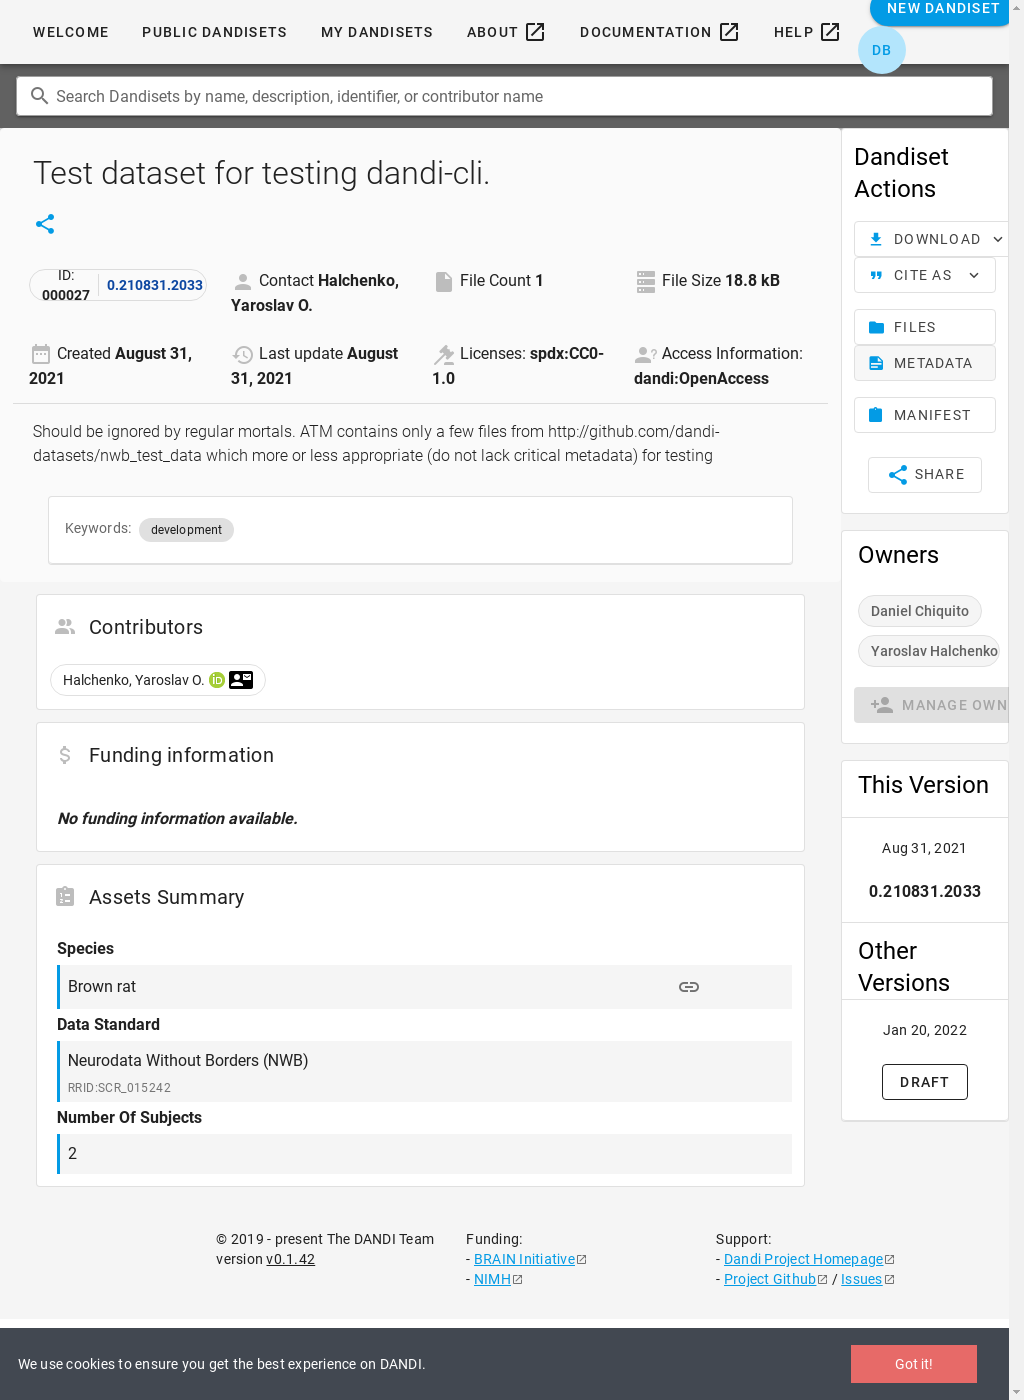 WELCOME PUBLIC DANDISETS MY DANDISETS ABOUT DOCUMENTATION HELP NEW DANDISET
DB
Search Dandisets by name, description, identifier, or contributor name
Test dataset for testing dandi-cli.
ID: 000027 0.210831.2033
Contact Halchenko, Yaroslav O.
File Count 1
File Size 18.8 kB
Created August 31, 2021
Last update August 31, 2021
Licenses: spdx:CC0-1.0
Access Information: dandi:OpenAccess
Should be ignored by regular mortals. ATM contains only a few files from http://github.com/dandi-
datasets/nwb_test_data which more or less appropriate (do not lack critical metadata) for testing
Keywords: development
Contributors
Halchenko, Yaroslav O. iD
Funding information
No funding information available.
Assets Summary
Species
Brown rat
Data Standard
Neurodata Without Borders (NWB)
RRID:SCR_015242
Number Of Subjects
2
Dandiset
Actions
DOWNLOAD
CITE AS
FILES
METADATA
MANIFEST
SHARE
Owners
Daniel Chiquito
Yaroslav Halchenko
MANAGE OWN
This Version
Aug 31, 2021
0.210831.2033
Other
Versions
Jan 20, 2022
DRAFT
© 2019 - present The DANDI Team
version v0.1.42
Funding:
- BRAIN Initiative
- NIMH
Support:
- Dandi Project Homepage
- Project Github / Issues
We use cookies to ensure you get the best experience on DANDI.
Got it!